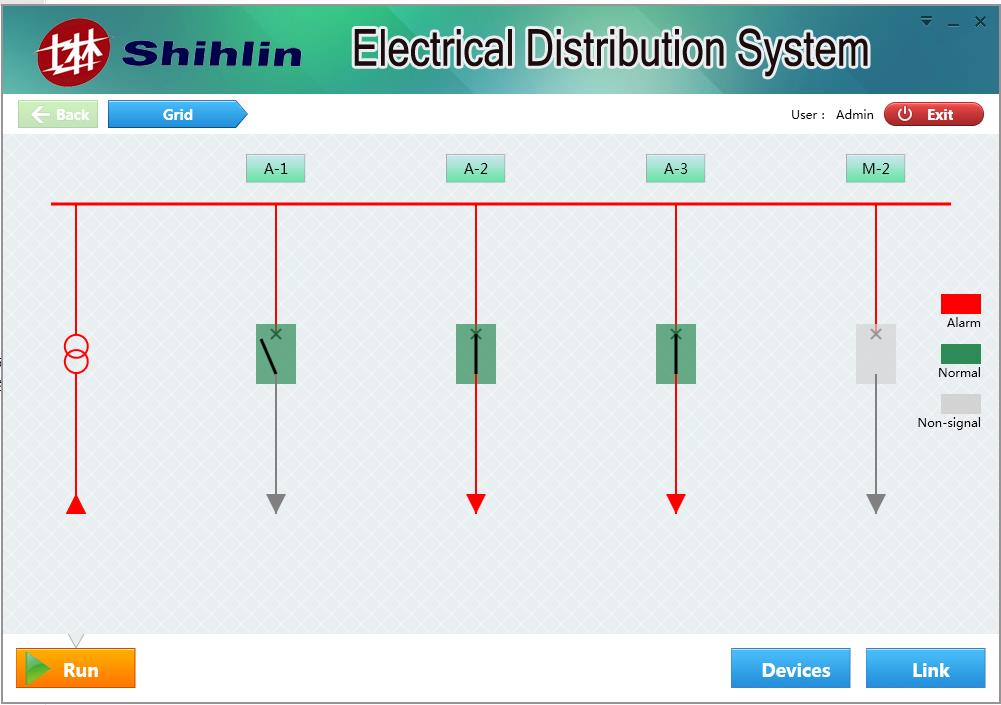 士林
Shihlin
Electrical Distribution System
Back
Grid
User : Admin
Exit
A-1
A-2
A-3
M-2
Alarm
Normal
Non-signal
Run
Devices
Link